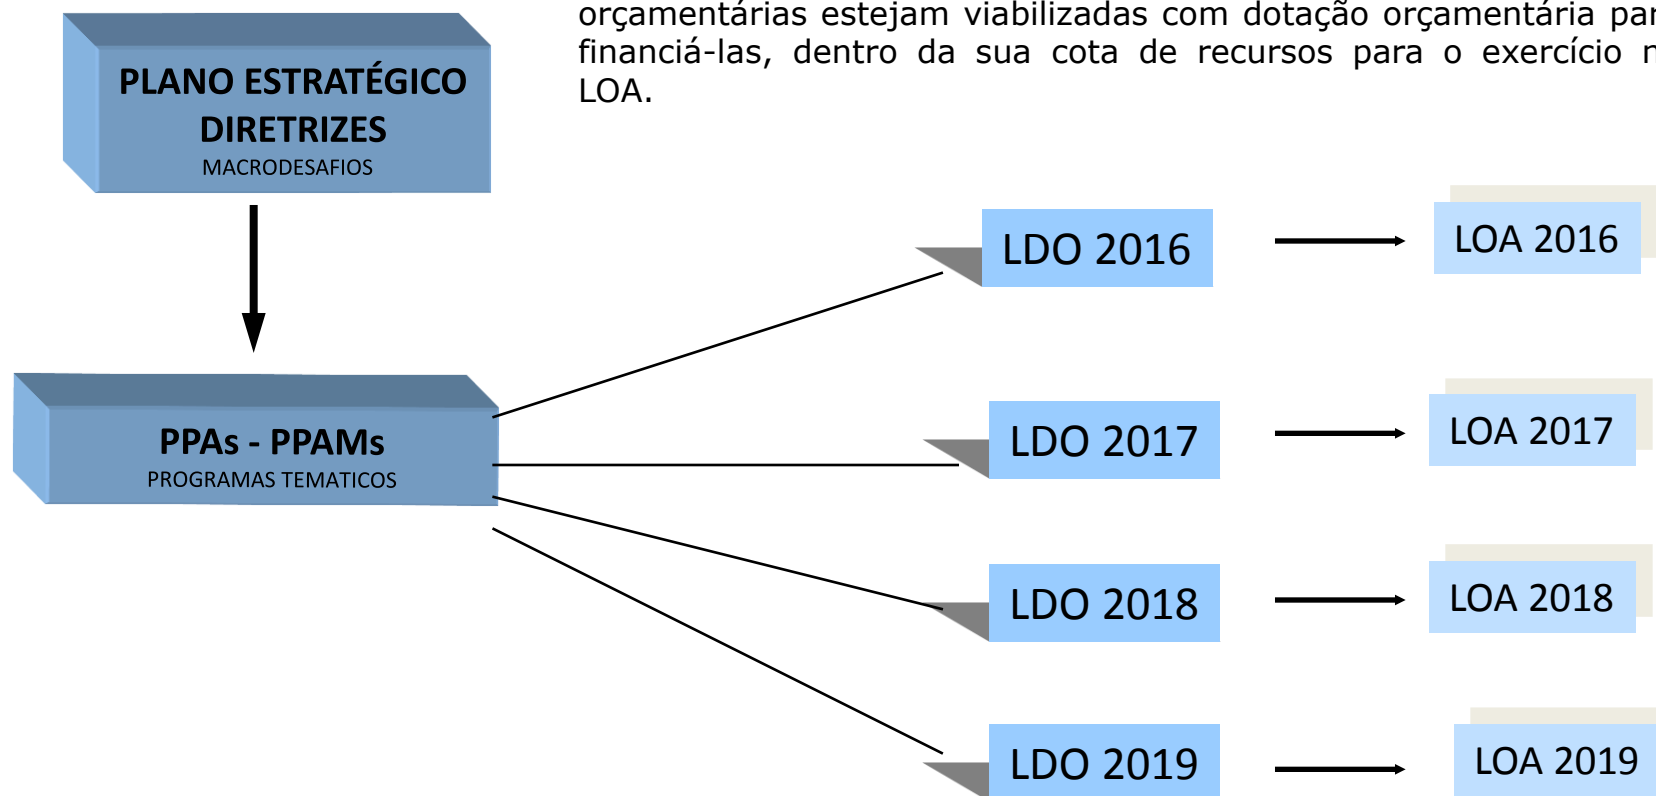 orçamentárias estejam viabilizadas com dotação orçamentária
financiá-las, dentro da sua cota de recursos para o exercício
LOA.
PLANO ESTRATÉGICO
DIRETRIZES
MACRODESAFIOS
LDO 2016
LOA 2016
PPAs - PPAMs
PROGRAMAS TEMATICOS
LDO 2017
LOA 2017
LDO 2018
LOA 2018
LDO 2019
LOA 2019